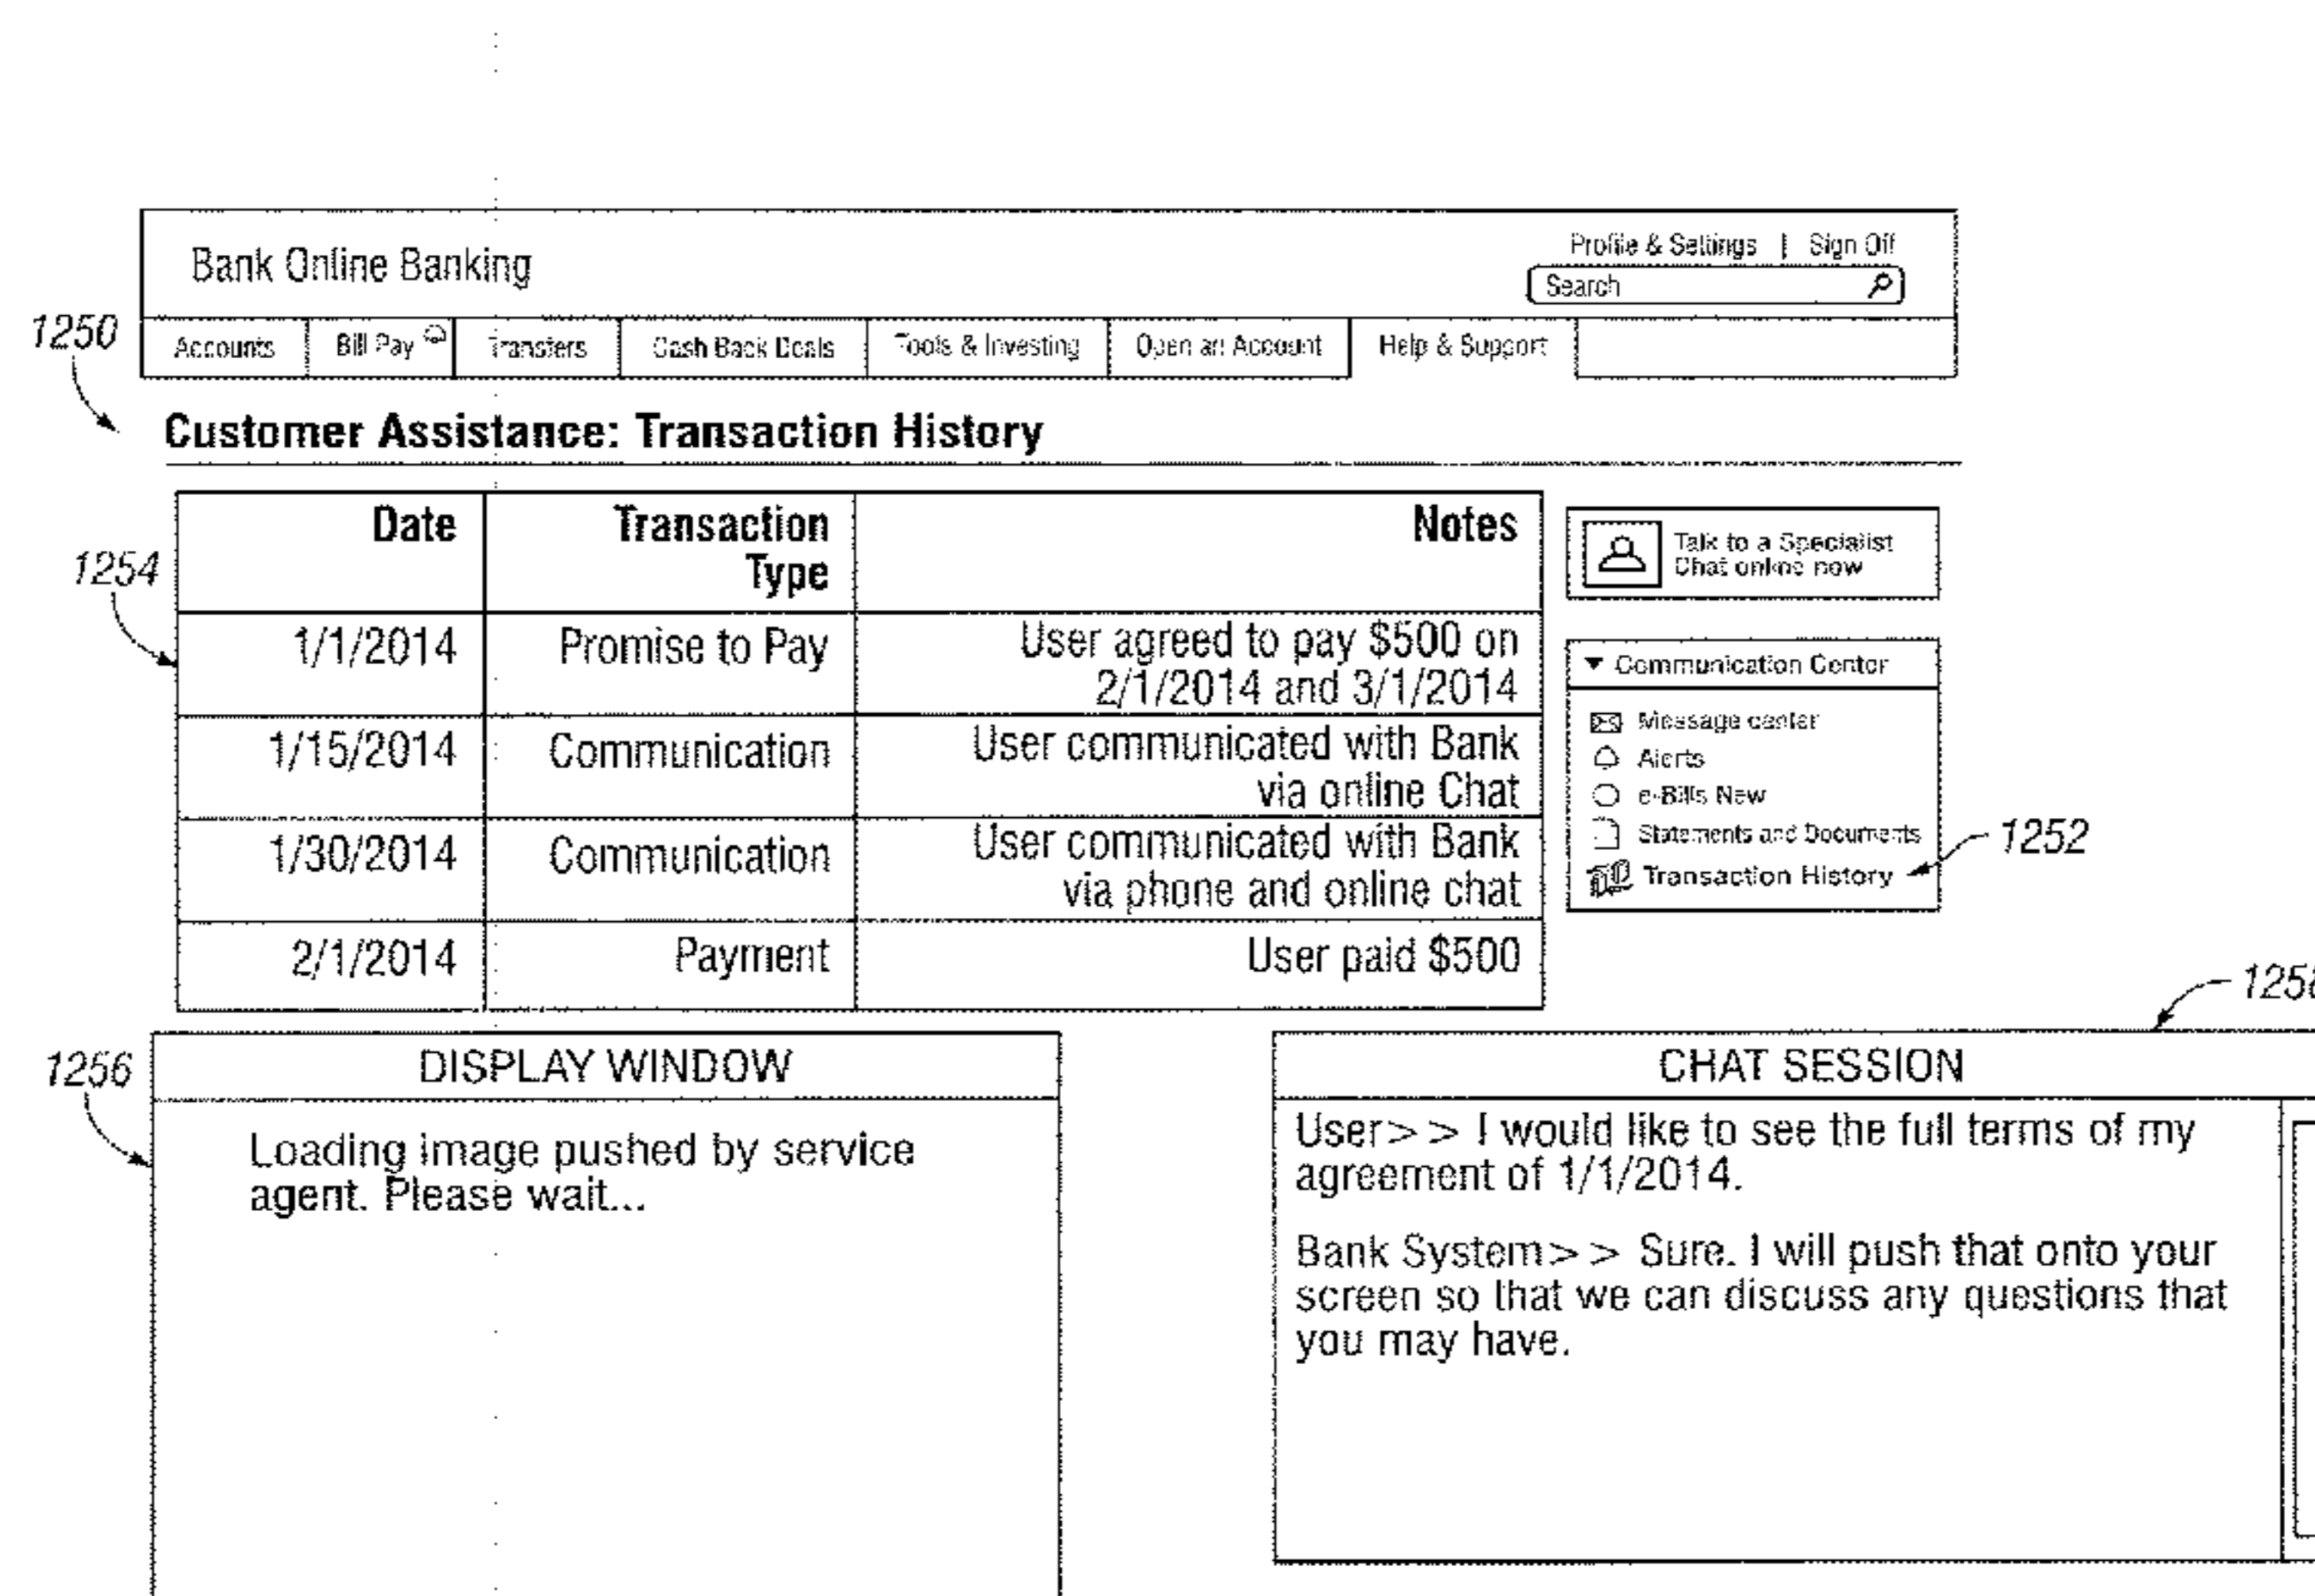 Bank Online Banking
Profile & Settings | Sign Off
Search
1250
Accounts
Bill Pay
Transfers
Cash Back Deals
Tools & Investing
Open an Account
Help & Support
Customer Assistance: Transaction History
Date
Transaction
Type
Notes
1254
1/1/2014
Promise to Pay
User agreed to pay $500 on
2/1/2014 and 3/1/2014
1/15/2014
Communication
User communicated with Bank
via online Chat
1/30/2014
Communication
User communicated with Bank
via phone and online chat
2/1/2014
Payment
User paid $500
Talk to a Specialist
Chat online now
▼ Communication Center
Message center
Alerts
e-Bills New
Statements and Documents
Transaction History
1252
1256
DISPLAY WINDOW
Loading image pushed by service
agent. Please wait...
CHAT SESSION
User>> I would like to see the full terms of my
agreement of 1/1/2014.
Bank System>> Sure. I will push that onto your
screen so that we can discuss any questions that
you may have.